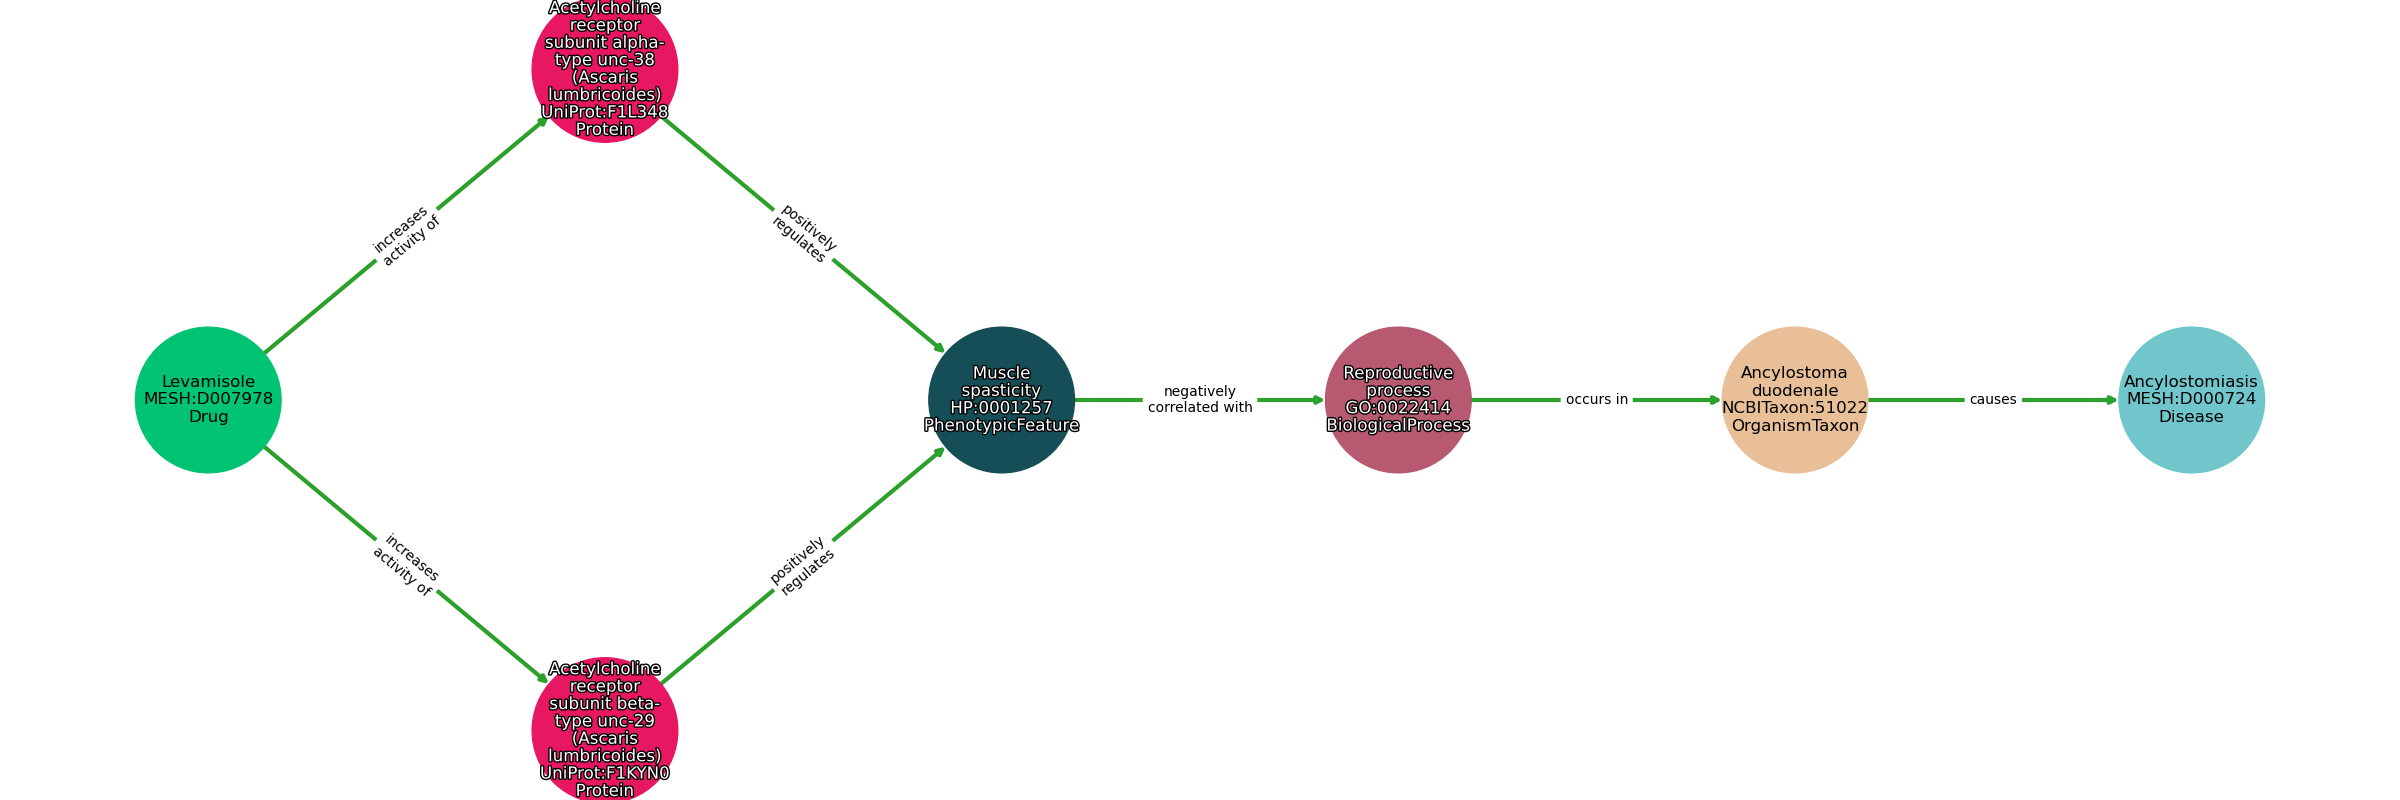 Acetylcholine
receptor
subunit alpha-
type unc-38
(Ascaris
lumbricoides)
UniProt:F1L348
Protein
increases
activity of
positively
regulates
Levamisole
MESH:D007978
Drug
Muscle
spasticity
HP:0001257
PhenotypicFeature
negatively
correlated with
Reproductive
process
GO:0022414
BiologicalProcess
occurs in
Ancylostoma
duodenale
NCBITaxon:51022
OrganismTaxon
causes
Ancylostomiasis
MESH:D000724
Disease
increases
activity of
positively
regulates
Acetylcholine
receptor
subunit beta-
type unc-29
(Ascaris
lumbricoides)
UniProt:F1KYN0
Protein